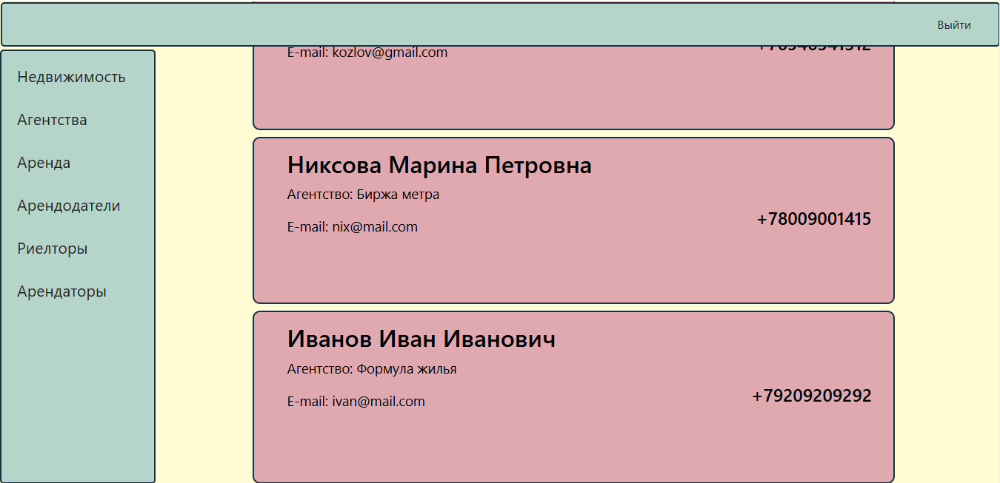 Выйти
Недвижимость
Агентства
Аренда
Арендодатели
Риелторы
Арендаторы
E-mail: kozlov@gmail.com
Никсова Марина Петровна
Агентство: Биржа метра
E-mail: nix@mail.com
+78009001415
Иванов Иван Иванович
Агентство: Формула жилья
E-mail: ivan@mail.com
+79209209292